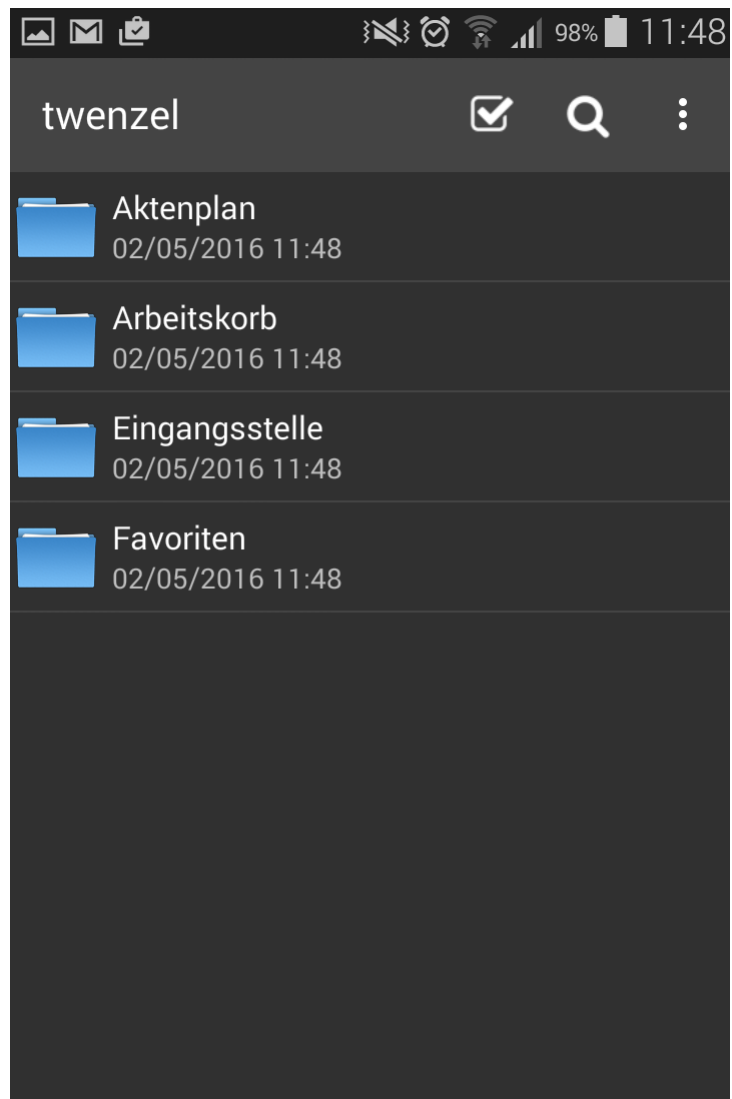 98% 11:48
twenzel
Aktenplan
02/05/2016 11:48
Arbeitskorb
02/05/2016 11:48
Eingangsstelle
02/05/2016 11:48
Favoriten
02/05/2016 11:48